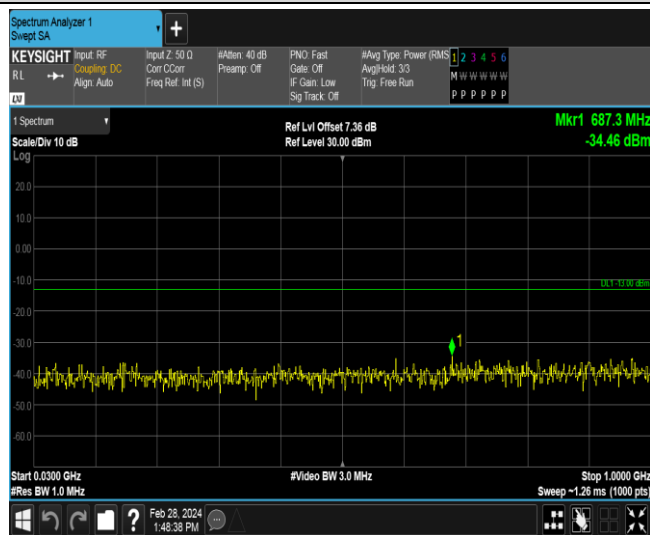 Spectrum Analyzer 1
Swept SA
+
KEYSIGHT
RL
LXI
Input: RF
Coupling: DC
Align: Auto
Input Z: 50 Ω
Corr CCorr
Freq Ref: Int (S)
#Atten: 40 dB
Preamp: Off
PNO: Fast
Gate: Off
IF Gain: Low
Sig Track: Off
#Avg Type: Power (RMS
Avg|Hold: 3/3
Trig: Free Run
1 2 3 4 5 6
M W W W W W
P P P P P P
1 Spectrum
Scale/Div 10 dB
Log
Ref Lvl Offset 7.36 dB
Ref Level 30.00 dBm
Mkr1 687.3 MHz
-34.46 dBm
20.0
10.0
0.00
-10.0
DL1 -13.00 dBm
-20.0
-30.0
1
-40.0
-50.0
-60.0
Start 0.0300 GHz
#Res BW 1.0 MHz
#Video BW 3.0 MHz
Stop 1.0000 GHz
Sweep ~1.26 ms (1000 pts)
?
Feb 28, 2024
1:48:38 PM